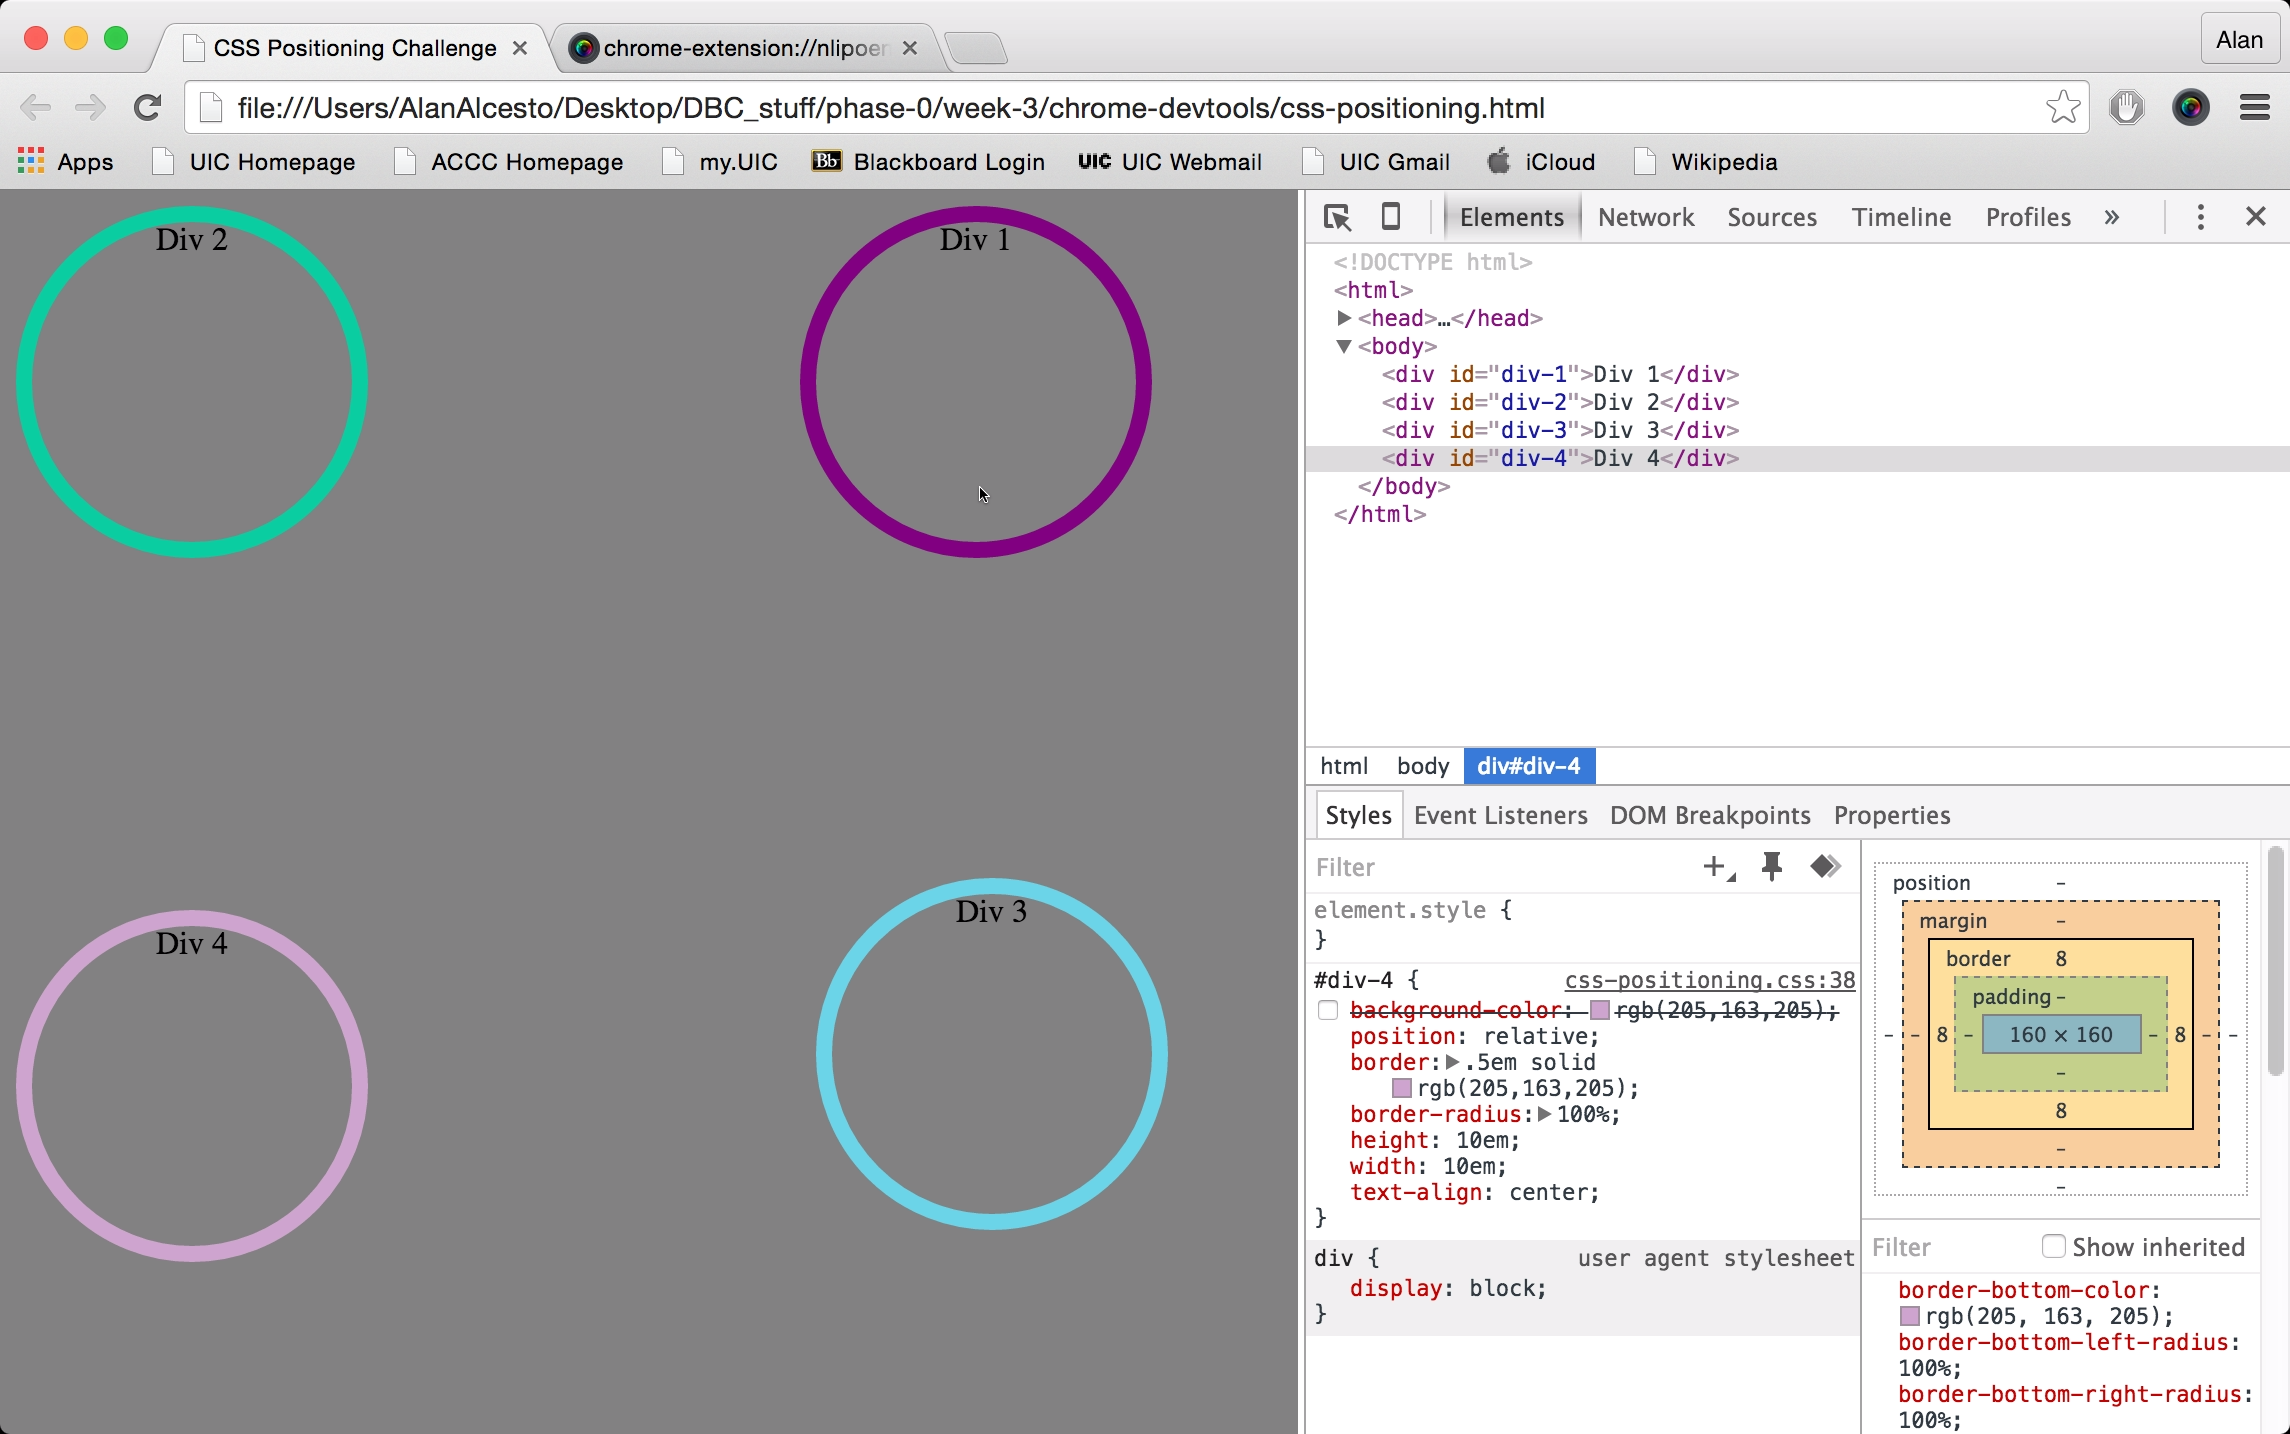 CSS Positioning Challenge
chrome-extension://nlipoer
Alan
file:///Users/AlanAlcesto/Desktop/DBC_stuff/phase-0/week-3/chrome-devtools/css-positioning.html
Apps UIC Homepage ACCC Homepage my.UIC Bb Blackboard Login UIC UIC Webmail UIC Gmail iCloud Wikipedia
Div 2
Div 1
Div 4
Div 3
Elements Network Sources Timeline Profiles »
<!DOCTYPE html>
<html>
<head>…</head>
<body>
<div id="div-1">Div 1</div>
<div id="div-2">Div 2</div>
<div id="div-3">Div 3</div>
<div id="div-4">Div 4</div>
</body>
</html>
html body div#div-4
Styles Event Listeners DOM Breakpoints Properties
Filter
element.style {
}
#div-4 { css-positioning.css:38
background-color: rgb(205,163,205);
position: relative;
border: .5em solid
rgb(205,163,205);
border-radius: 100%;
height: 10em;
width: 10em;
text-align: center;
}
div { user agent stylesheet
display: block;
}
position –
margin –
border 8
padding –
– – 8 – 160 × 160 – 8 – –
–
8
–
–
Filter Show inherited
border-bottom-color:
rgb(205, 163, 205);
border-bottom-left-radius:
100%;
border-bottom-right-radius:
100%;